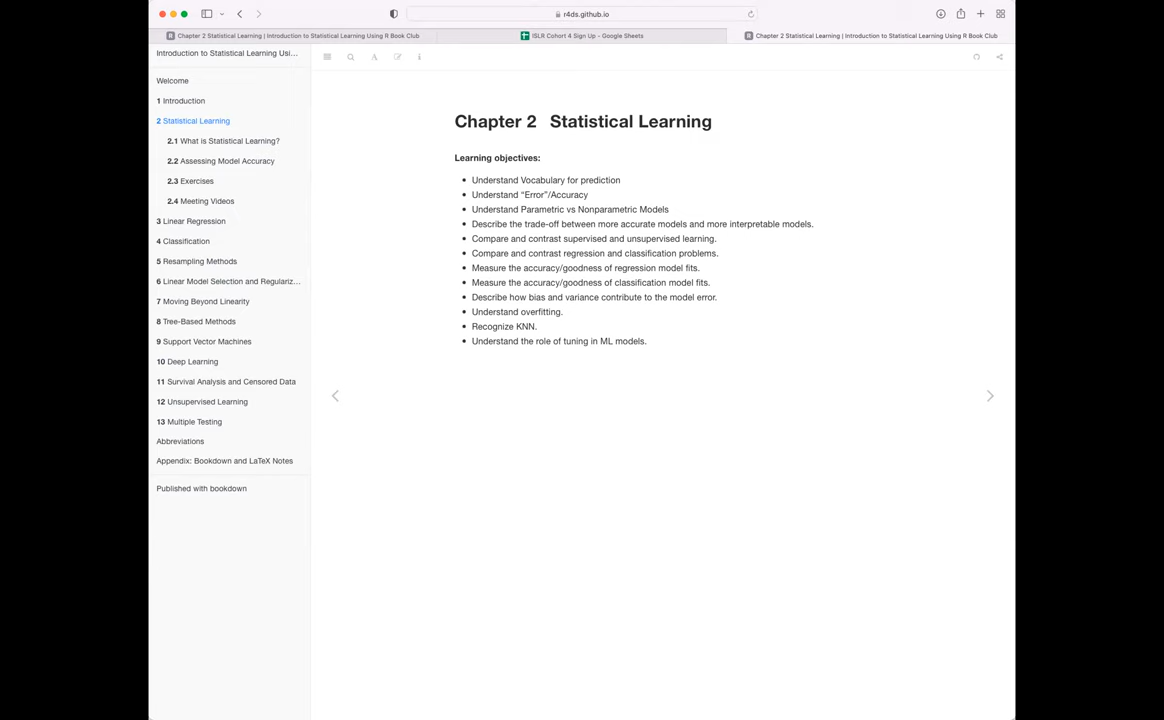 r4ds.github.io
Chapter 2 Statistical Learning | Introduction to Statistical Learning Using R Book Club
ISLR Cohort 4 Sign Up - Google Sheets
Chapter 2 Statistical Learning | Introduction to Statistical Learning Using R Book Club
Introduction to Statistical Learning Usi...
Welcome
1 Introduction
2 Statistical Learning
2.1 What is Statistical Learning?
2.2 Assessing Model Accuracy
2.3 Exercises
2.4 Meeting Videos
3 Linear Regression
4 Classification
5 Resampling Methods
6 Linear Model Selection and Regulariz...
7 Moving Beyond Linearity
8 Tree-Based Methods
9 Support Vector Machines
10 Deep Learning
11 Survival Analysis and Censored Data
12 Unsupervised Learning
13 Multiple Testing
Abbreviations
Appendix: Bookdown and LaTeX Notes
Published with bookdown
Chapter 2 Statistical Learning
Learning objectives:
• Understand Vocabulary for prediction
• Understand “Error”/Accuracy
• Understand Parametric vs Nonparametric Models
• Describe the trade-off between more accurate models and more interpretable models.
• Compare and contrast supervised and unsupervised learning.
• Compare and contrast regression and classification problems.
• Measure the accuracy/goodness of regression model fits.
• Measure the accuracy/goodness of classification model fits.
• Describe how bias and variance contribute to the model error.
• Understand overfitting.
• Recognize KNN.
• Understand the role of tuning in ML models.